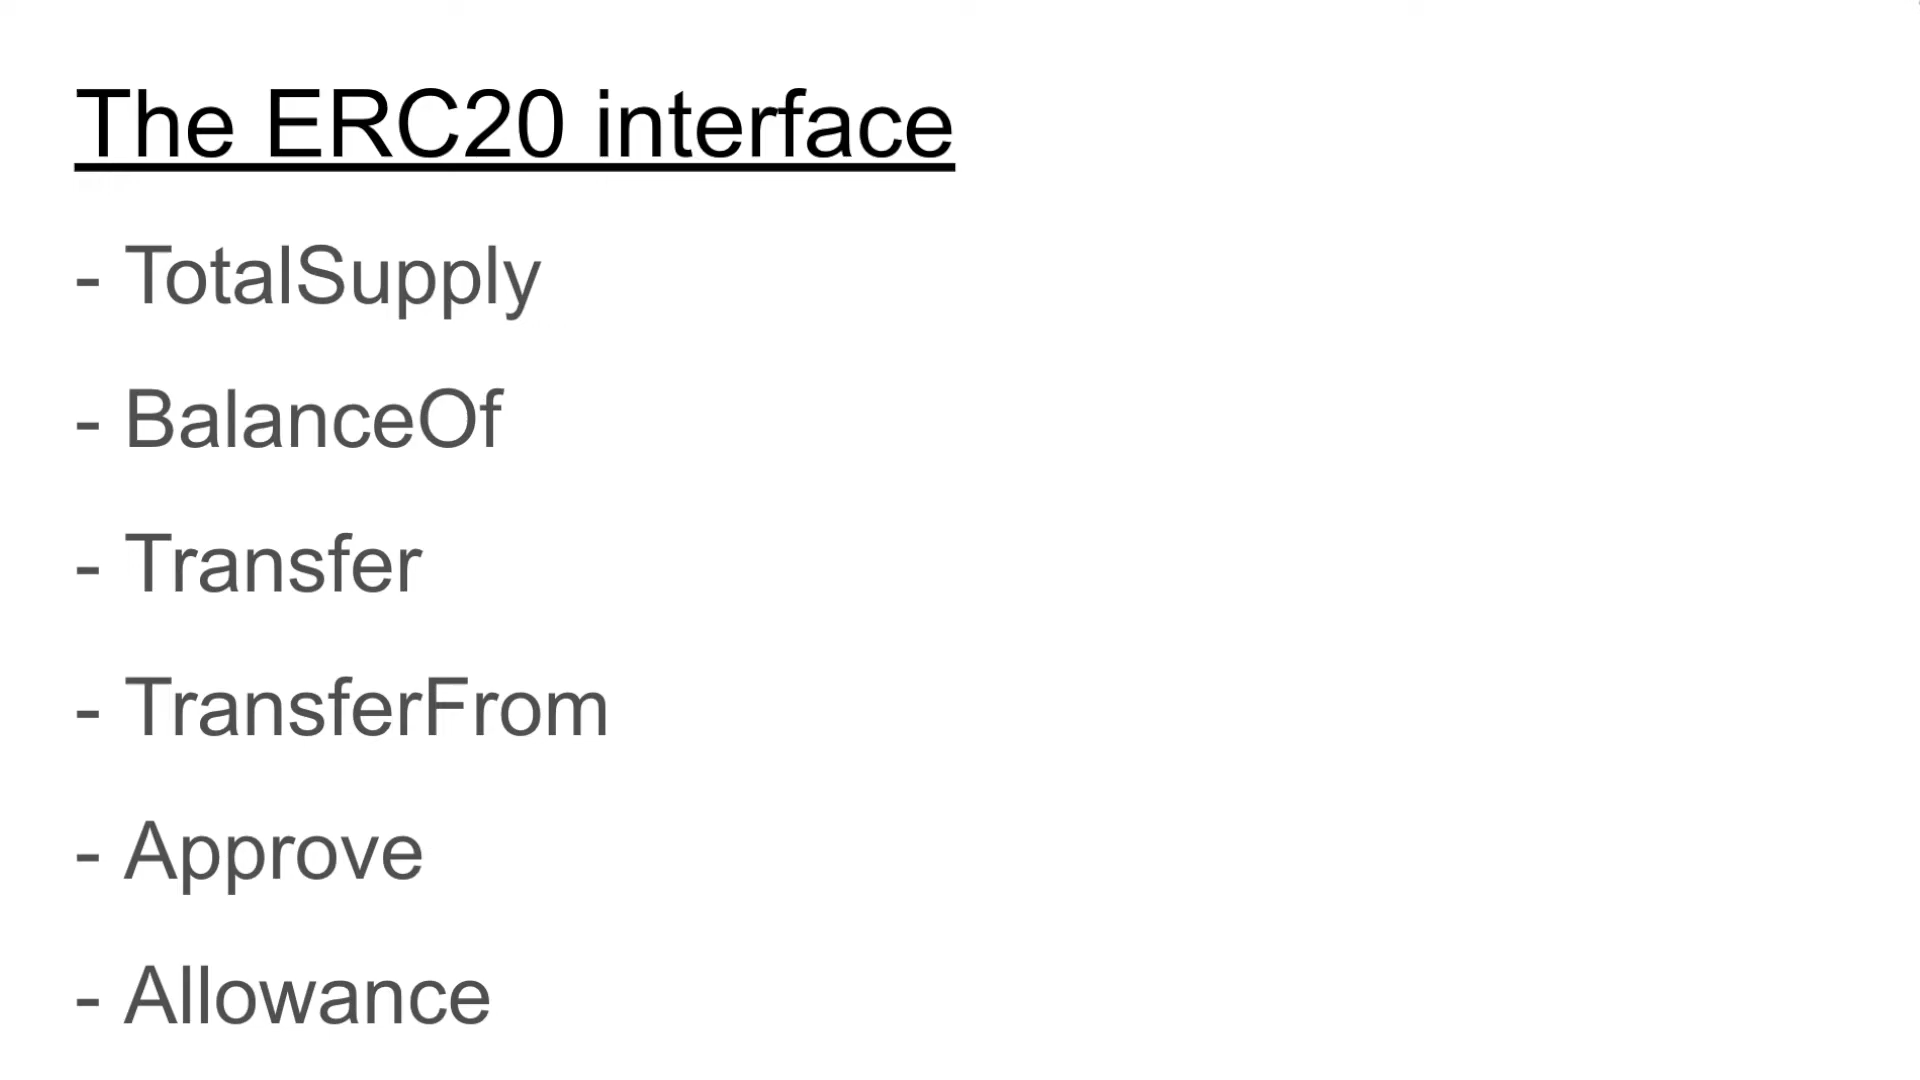 The ERC20 interface
- TotalSupply
- BalanceOf
- Transfer
- TransferFrom
- Approve
- Allowance